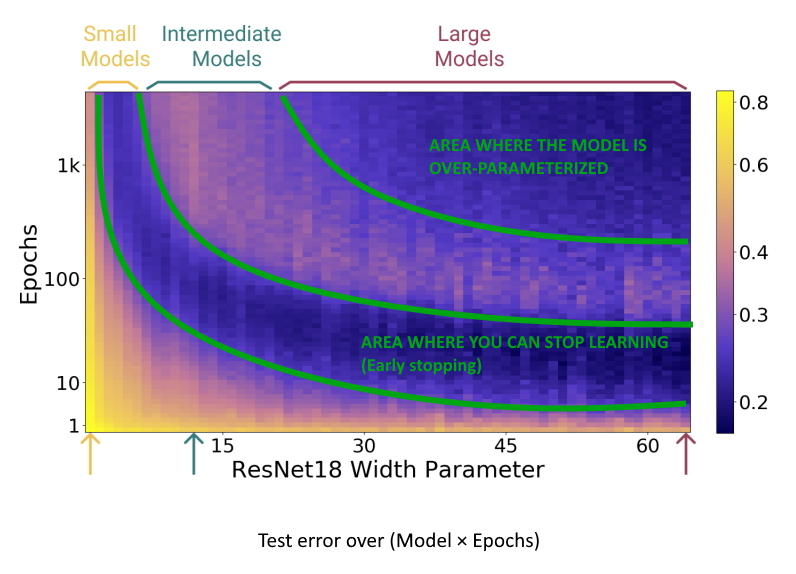 Small
Models
Intermediate
Models
Large
Models
AREA WHERE THE MODEL IS
OVER-PARAMETERIZED
AREA WHERE YOU CAN STOP LEARNING
(Early stopping)
Epochs
1k
100
10
1
15
30
45
60
ResNet18 Width Parameter
0.8
0.6
0.4
0.3
0.2
Test error over (Model × Epochs)